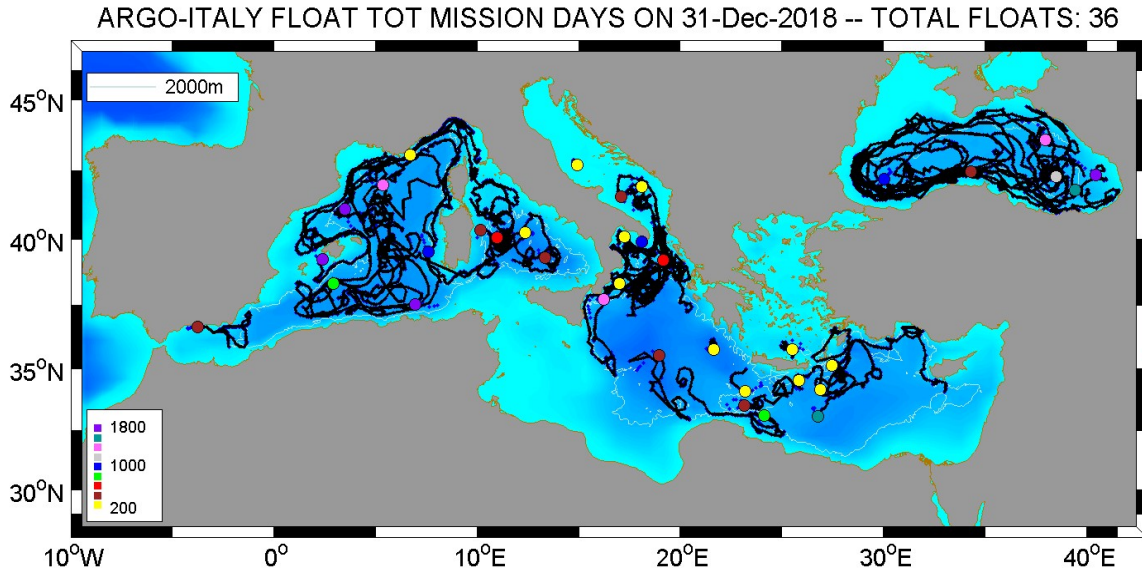 ARGO-ITALY FLOAT TOT MISSION DAYS ON 31-Dec-2018 -- TOTAL FLOATS: 36
2000m
45°N
40°N
35°N
30°N
1800
1000
200
10°W 0° 10°E 20°E 30°E 40°E